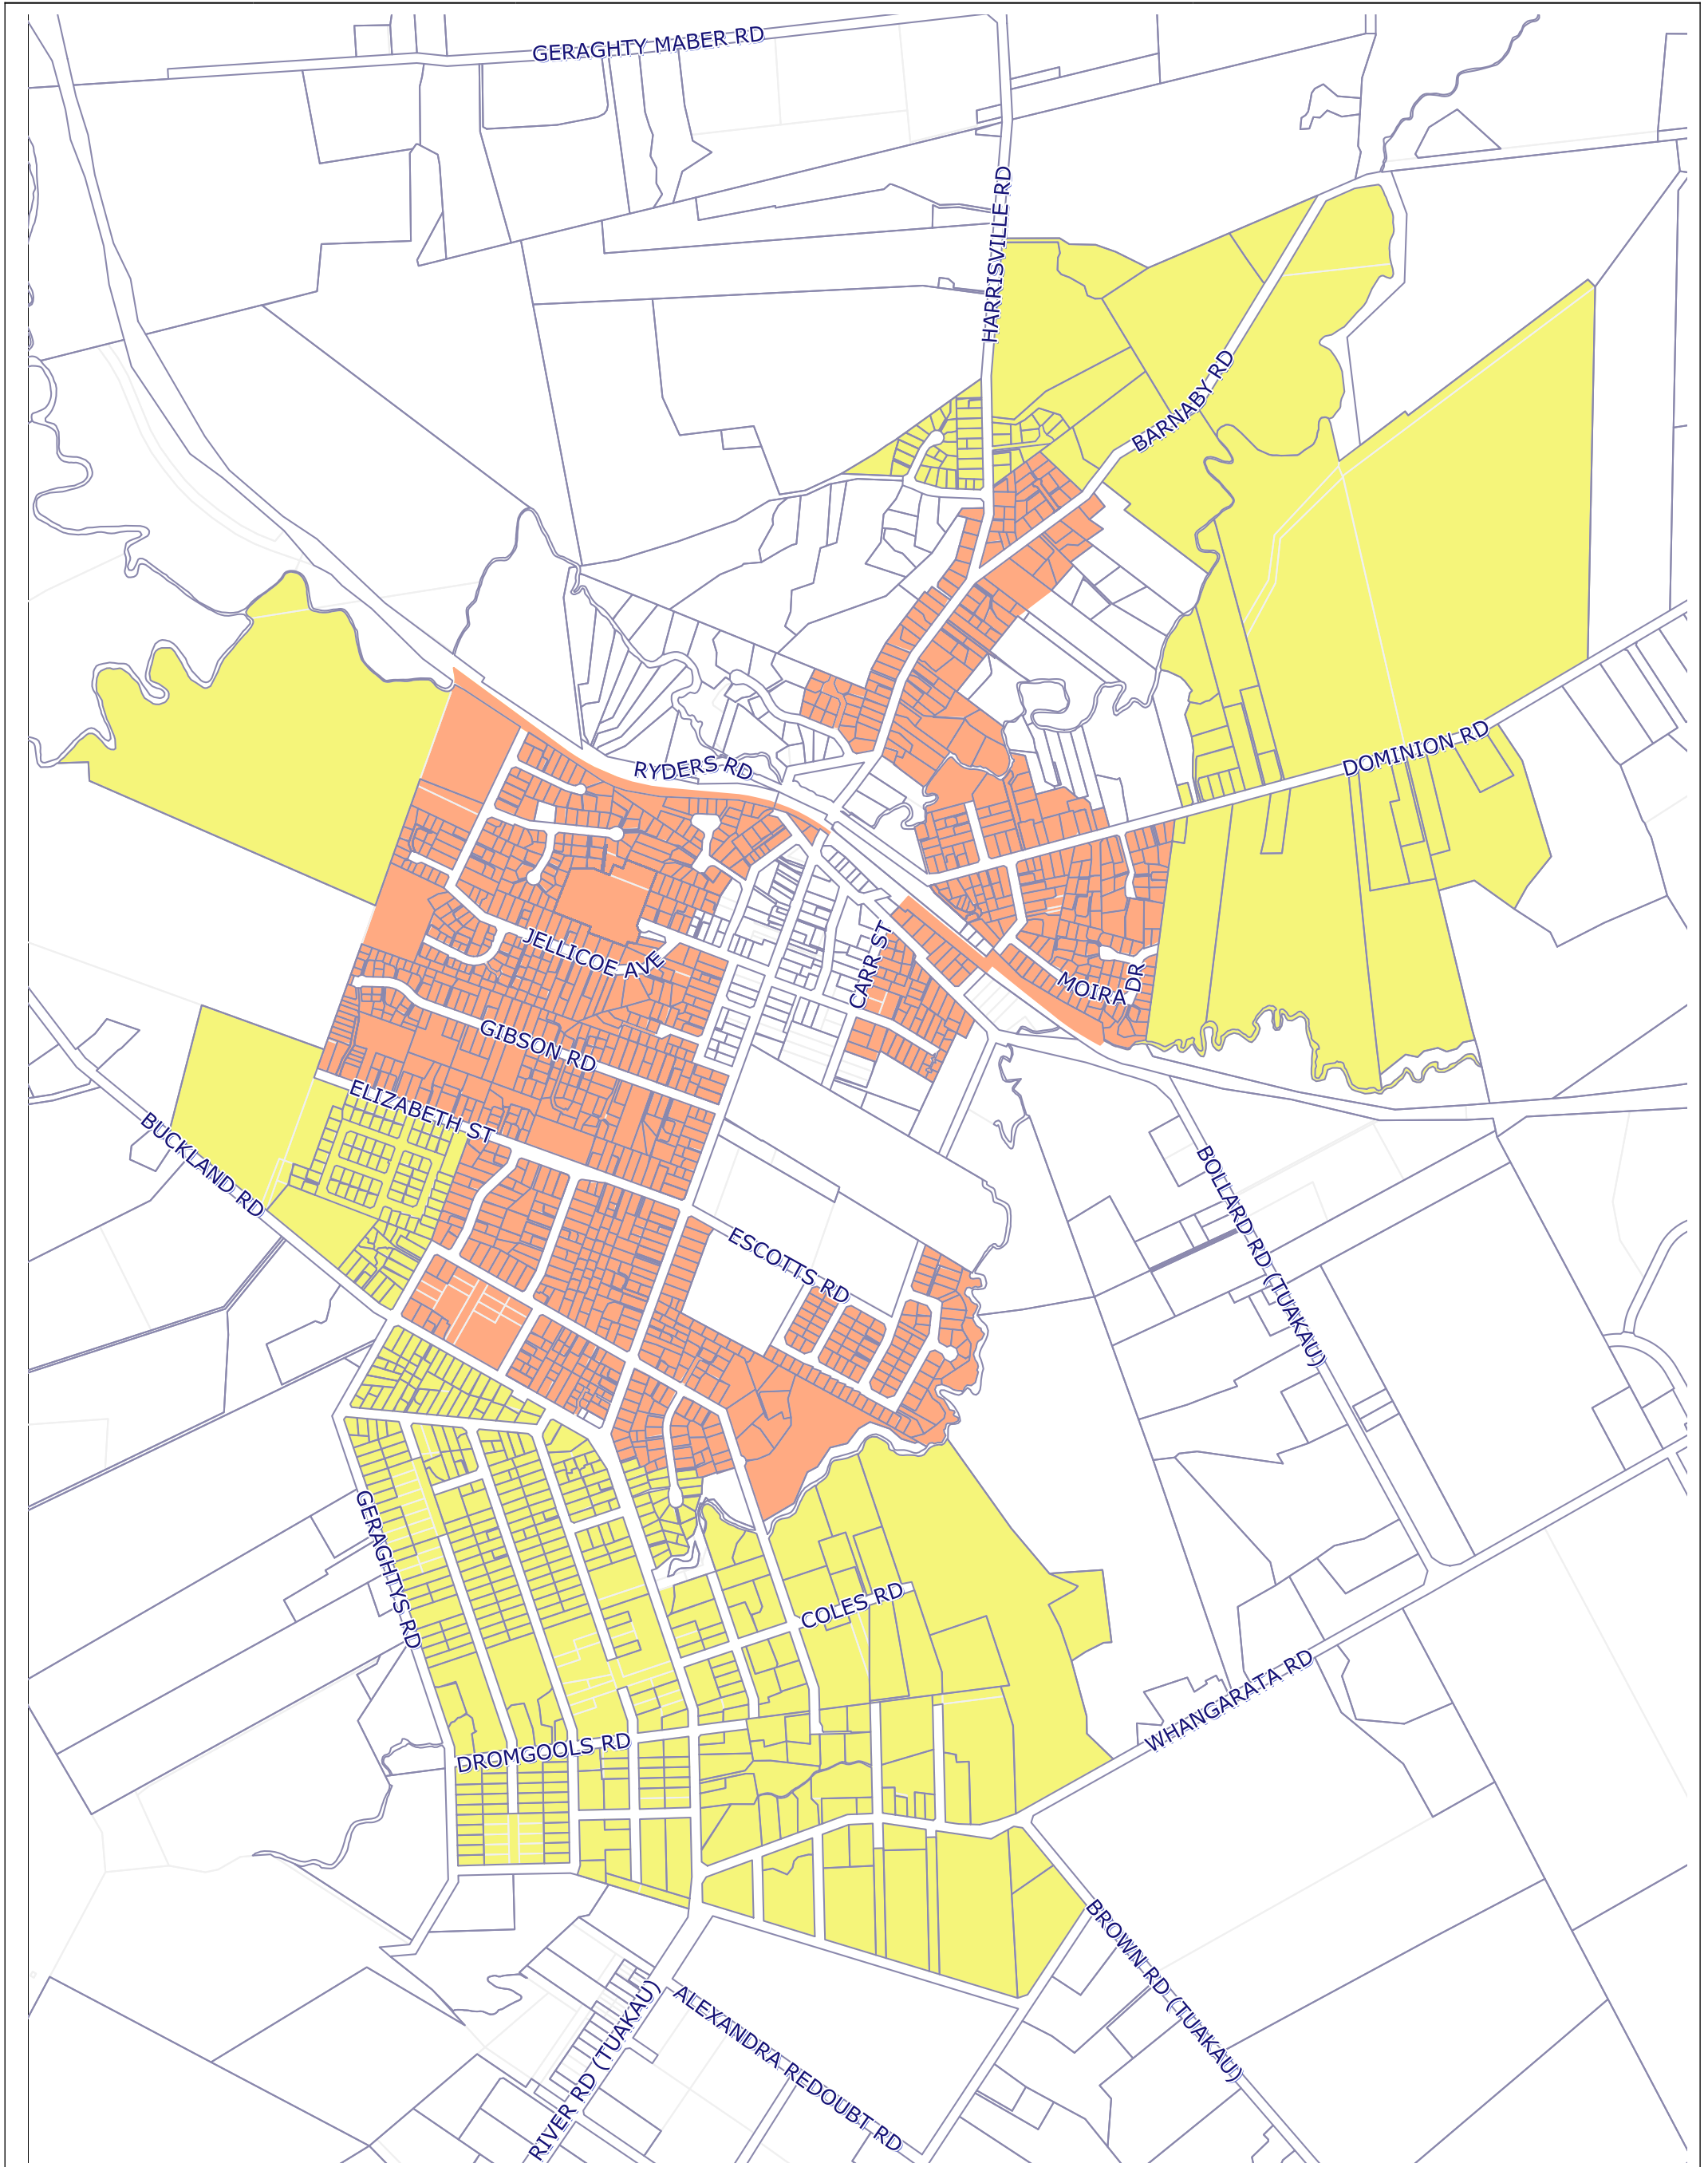 GERAGHTY MABER RD
HARRISVILLE RD
BARNABY RD
DOMINION RD
RYDERS RD
JELLICOE AVE
CARR ST
MOIRA DR
GIBSON RD
ELIZABETH ST
BUCKLAND RD
BOLLARD RD (TUAKAU)
ESCOTTS RD
GERAGHTYS RD
COLES RD
WHANGARATA RD
DROMGOOLS RD
BROWN RD (TUAKAU)
RIVER RD (TUAKAU)
ALEXANDRA REDOUBT RD